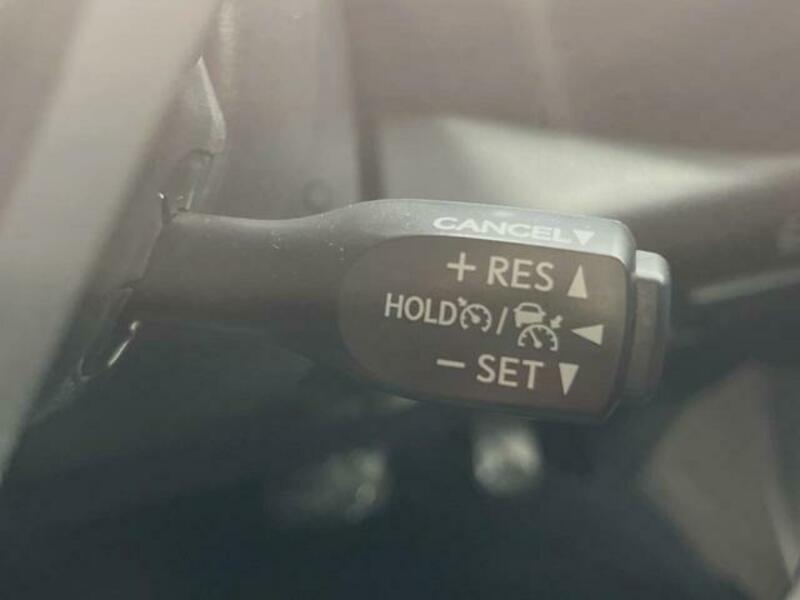 CANCEL▼
+ RES ▲
HOLD / ◀
− SET ▼